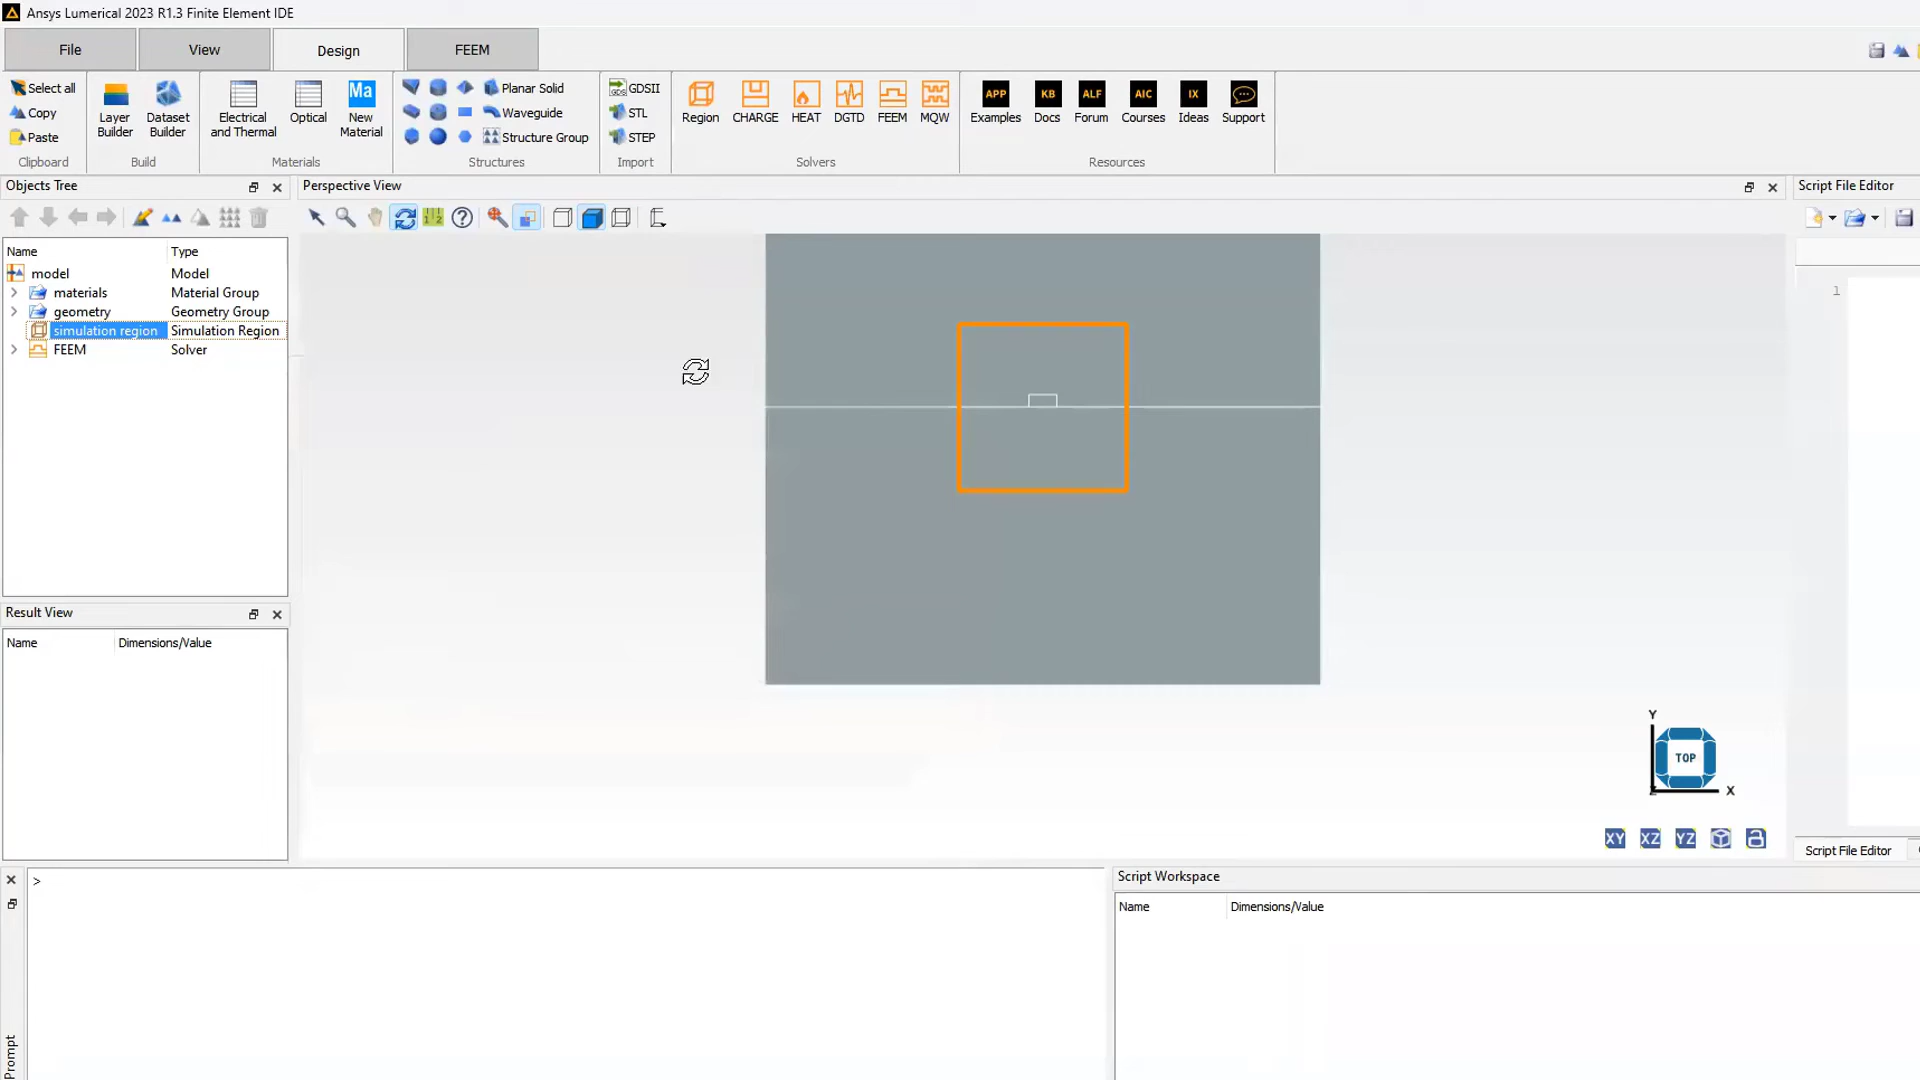 Ansys Lumerical 2023 R1.3 Finite Element IDE
File View Design FEEM
Select all
Copy
Paste
Clipboard
Layer Builder
Dataset Builder
Build
Electrical and Thermal
Optical
Ma
New Material
Materials
Planar Solid
Waveguide
Structure Group
Structures
GDS
GDSII
STL
STEP
Import
Region
CHARGE
HEAT
DGTD
FEEM
MQW
Solvers
APP
Examples
KB
Docs
ALF
Forum
AIC
Courses
IX
Ideas
Support
Resources
Objects Tree
Perspective View
Script File Editor
Name Type
model Model
materials Material Group
geometry Geometry Group
simulation region Simulation Region
FEEM Solver
1
Result View
Name Dimensions/Value
Y
TOP
X
XY XZ YZ
Script File Editor
>
Script Workspace
Name Dimensions/Value
Prompt